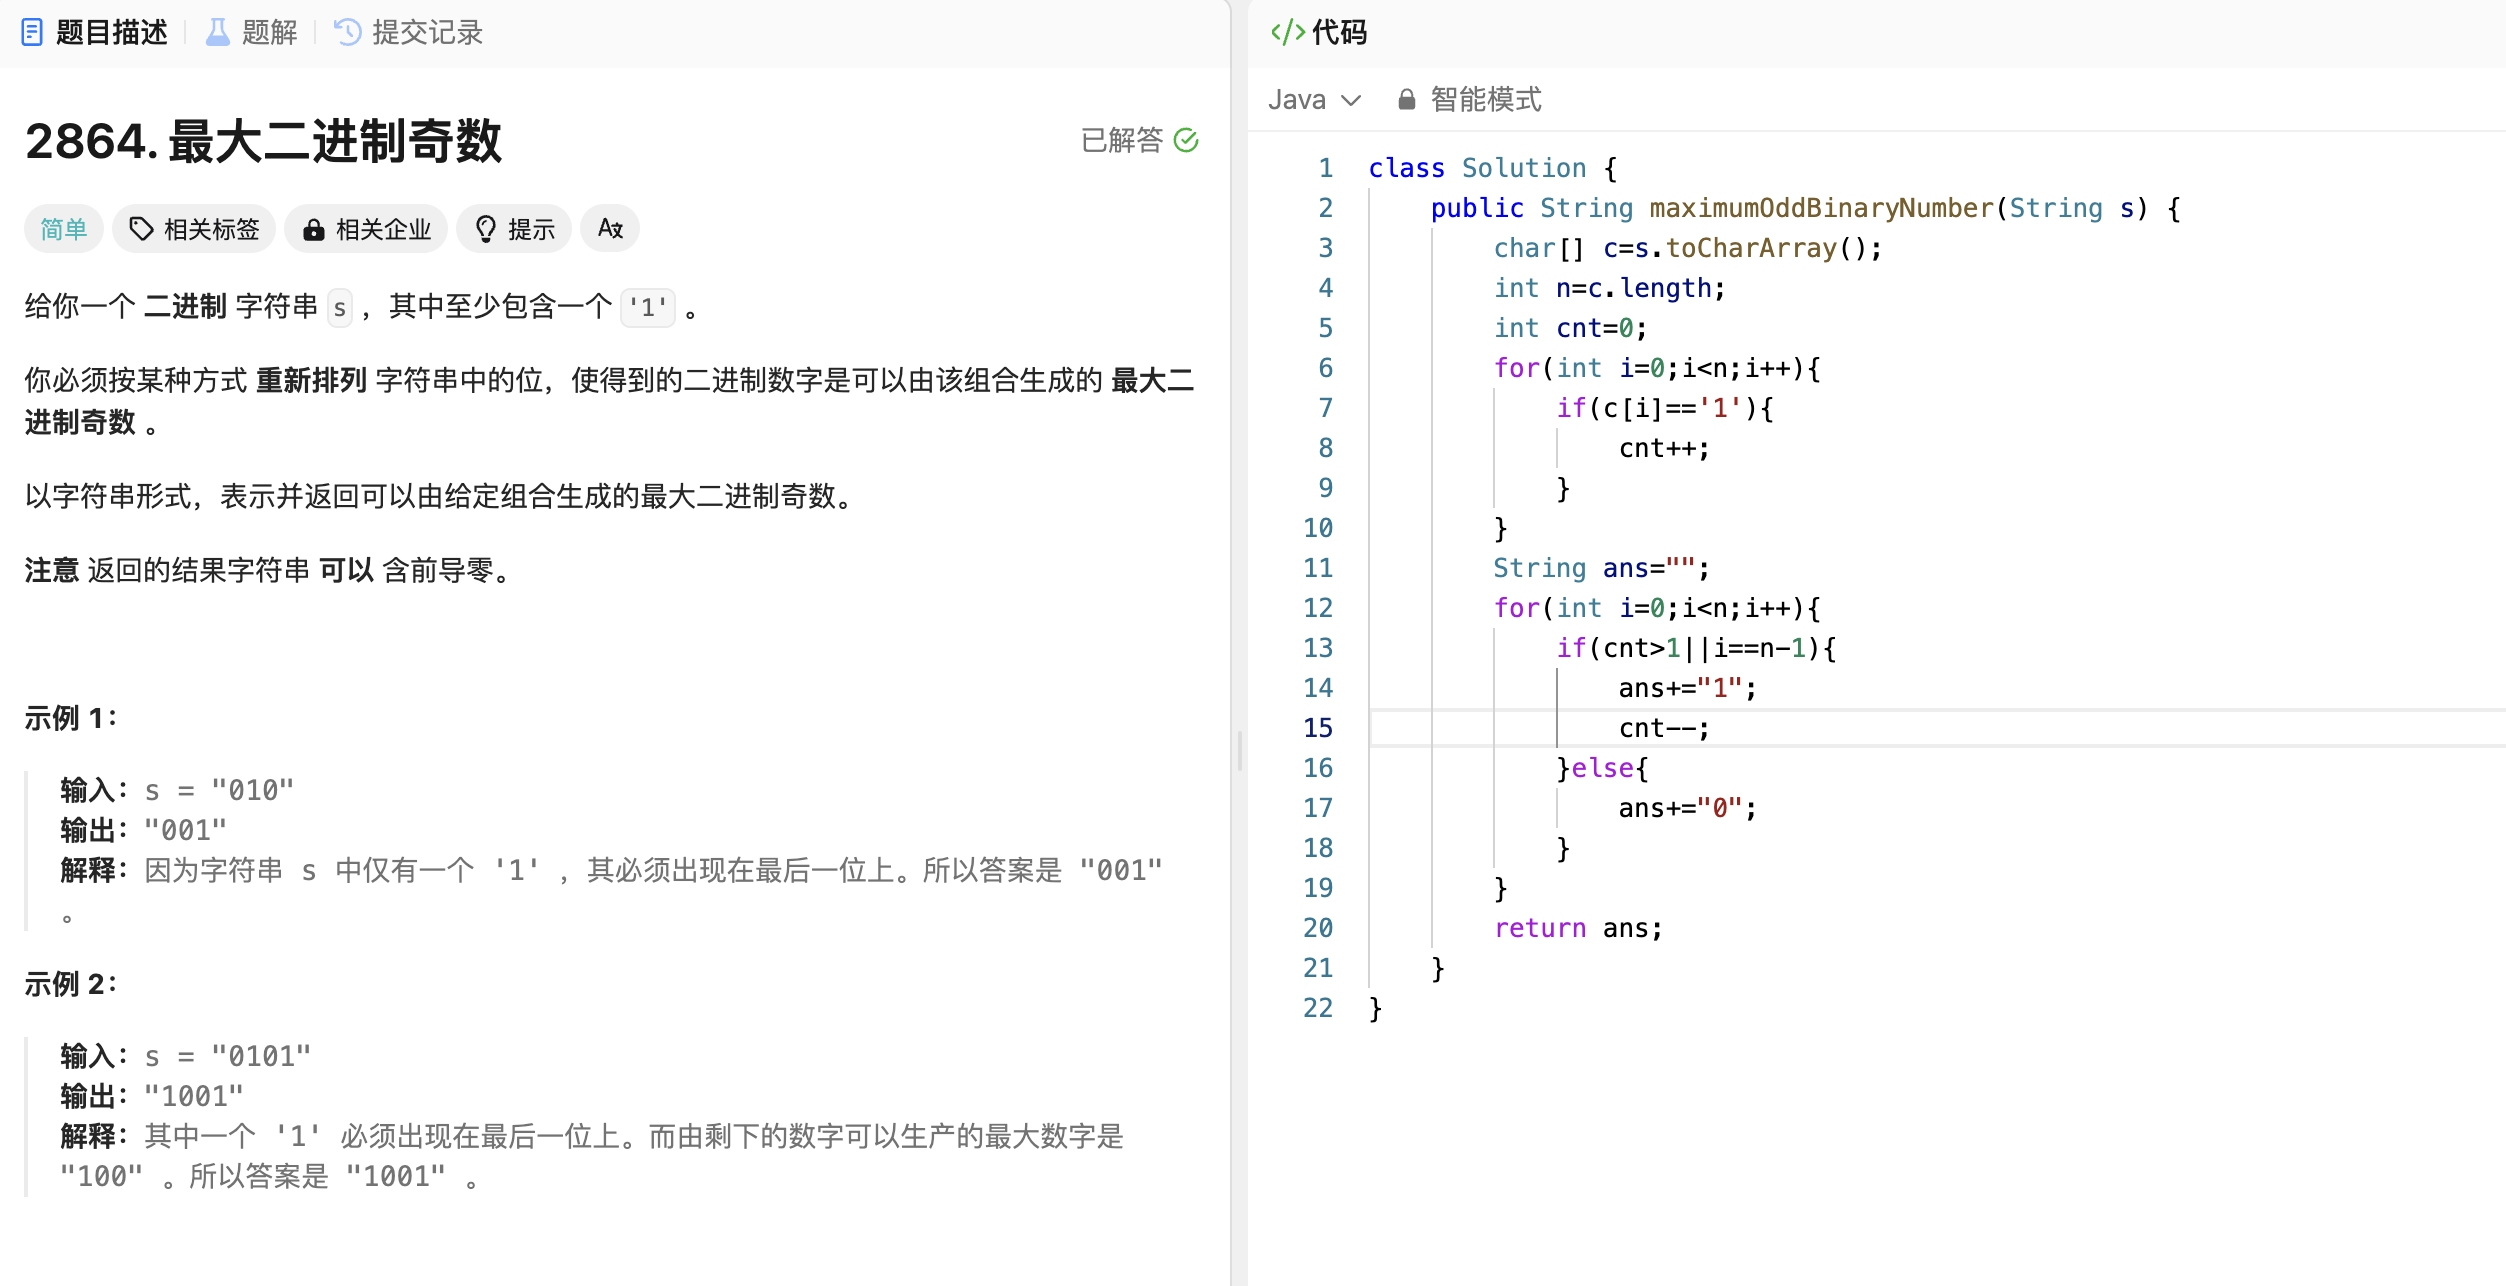 题目描述 题解 提交记录
2864. 最大二进制奇数
已解答
简单 相关标签 相关企业 提示
给你一个 二进制 字符串 s ，其中至少包含一个 '1' 。
你必须按某种方式 重新排列 字符串中的位，使得到的二进制数字是可以由该组合生成的 最大二
进制奇数 。
以字符串形式，表示并返回可以由给定组合生成的最大二进制奇数。
注意 返回的结果字符串 可以 含前导零。
示例 1：
输入：s = "010"
输出："001"
解释：因为字符串 s 中仅有一个 '1' ，其必须出现在最后一位上。所以答案是 "001"
。
示例 2：
输入：s = "0101"
输出："1001"
解释：其中一个 '1' 必须出现在最后一位上。而由剩下的数字可以生产的最大数字是
"100" 。所以答案是 "1001" 。
</> 代码
Java 智能模式
1 class Solution {
2 public String maximumOddBinaryNumber(String s) {
3 char[] c=s.toCharArray();
4 int n=c.length;
5 int cnt=0;
6 for(int i=0;i<n;i++){
7 if(c[i]=='1'){
8 cnt++;
9 }
10 }
11 String ans="";
12 for(int i=0;i<n;i++){
13 if(cnt>1||i==n-1){
14 ans+="1";
15 cnt--;
16 }else{
17 ans+="0";
18 }
19 }
20 return ans;
21 }
22 }